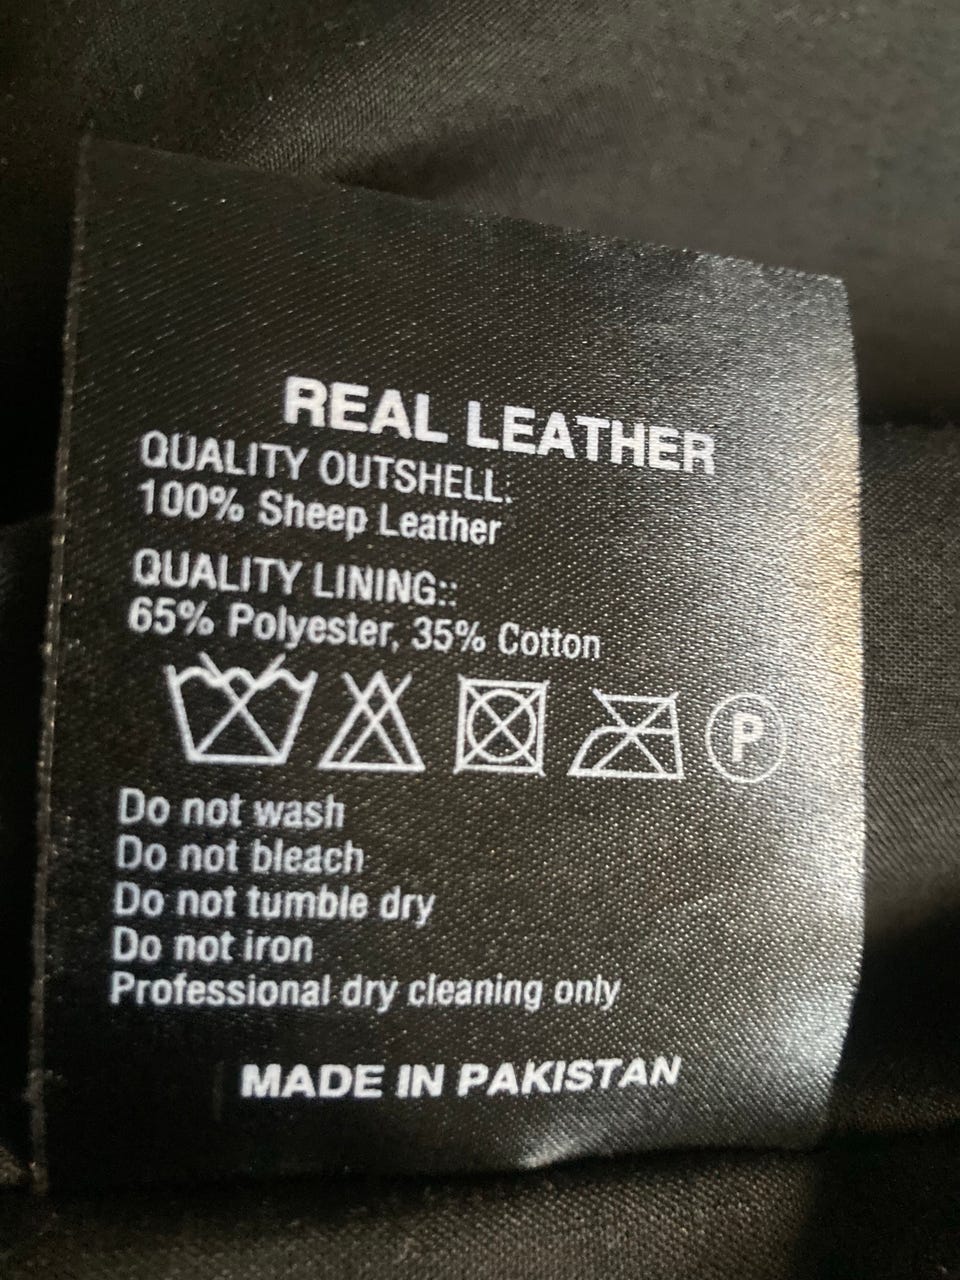 REAL LEATHER
QUALITY OUTSHELL:
100% Sheep Leather
QUALITY LINING::
65% Polyester, 35% Cotton
P
Do not wash
Do not bleach
Do not tumble dry
Do not iron
Professional dry cleaning only
MADE IN PAKISTAN